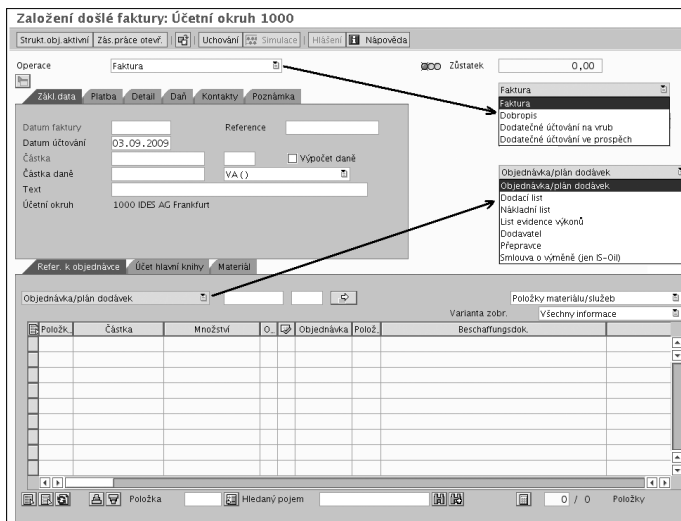 Založení došlé faktury: Účetní okruh 1000
Strukt.obj.aktivní Zás.práce otevř. Uchování Simulace Hlášení Nápověda
Operace Faktura Zůstatek 0,00
Zákl.data Platba Detail Daň Kontakty Poznámka
Faktura
Faktura
Dobropis
Dodatečné účtování na vrub
Dodatečné účtování ve prospěch
Datum faktury Reference
Datum účtování 03.09.2009
Částka Výpočet daně
Částka daně VA ( )
Text
Účetní okruh 1000 IDES AG Frankfurt
Objednávka/plán dodávek
Objednávka/plán dodávek
Dodací list
Nákladní list
List evidence výkonů
Dodavatel
Přepravce
Smlouva o výměně (jen IS-Oil)
Refer. k objednávce Účet hlavní knihy Materiál
Objednávka/plán dodávek Položky materiálu/služeb
Varianta zobr. Všechny informace
Položk.. Částka Množství O.. Objednávka Polož.. Beschaffungsdok.
Položka Hledaný pojem 0 / 0 Položky